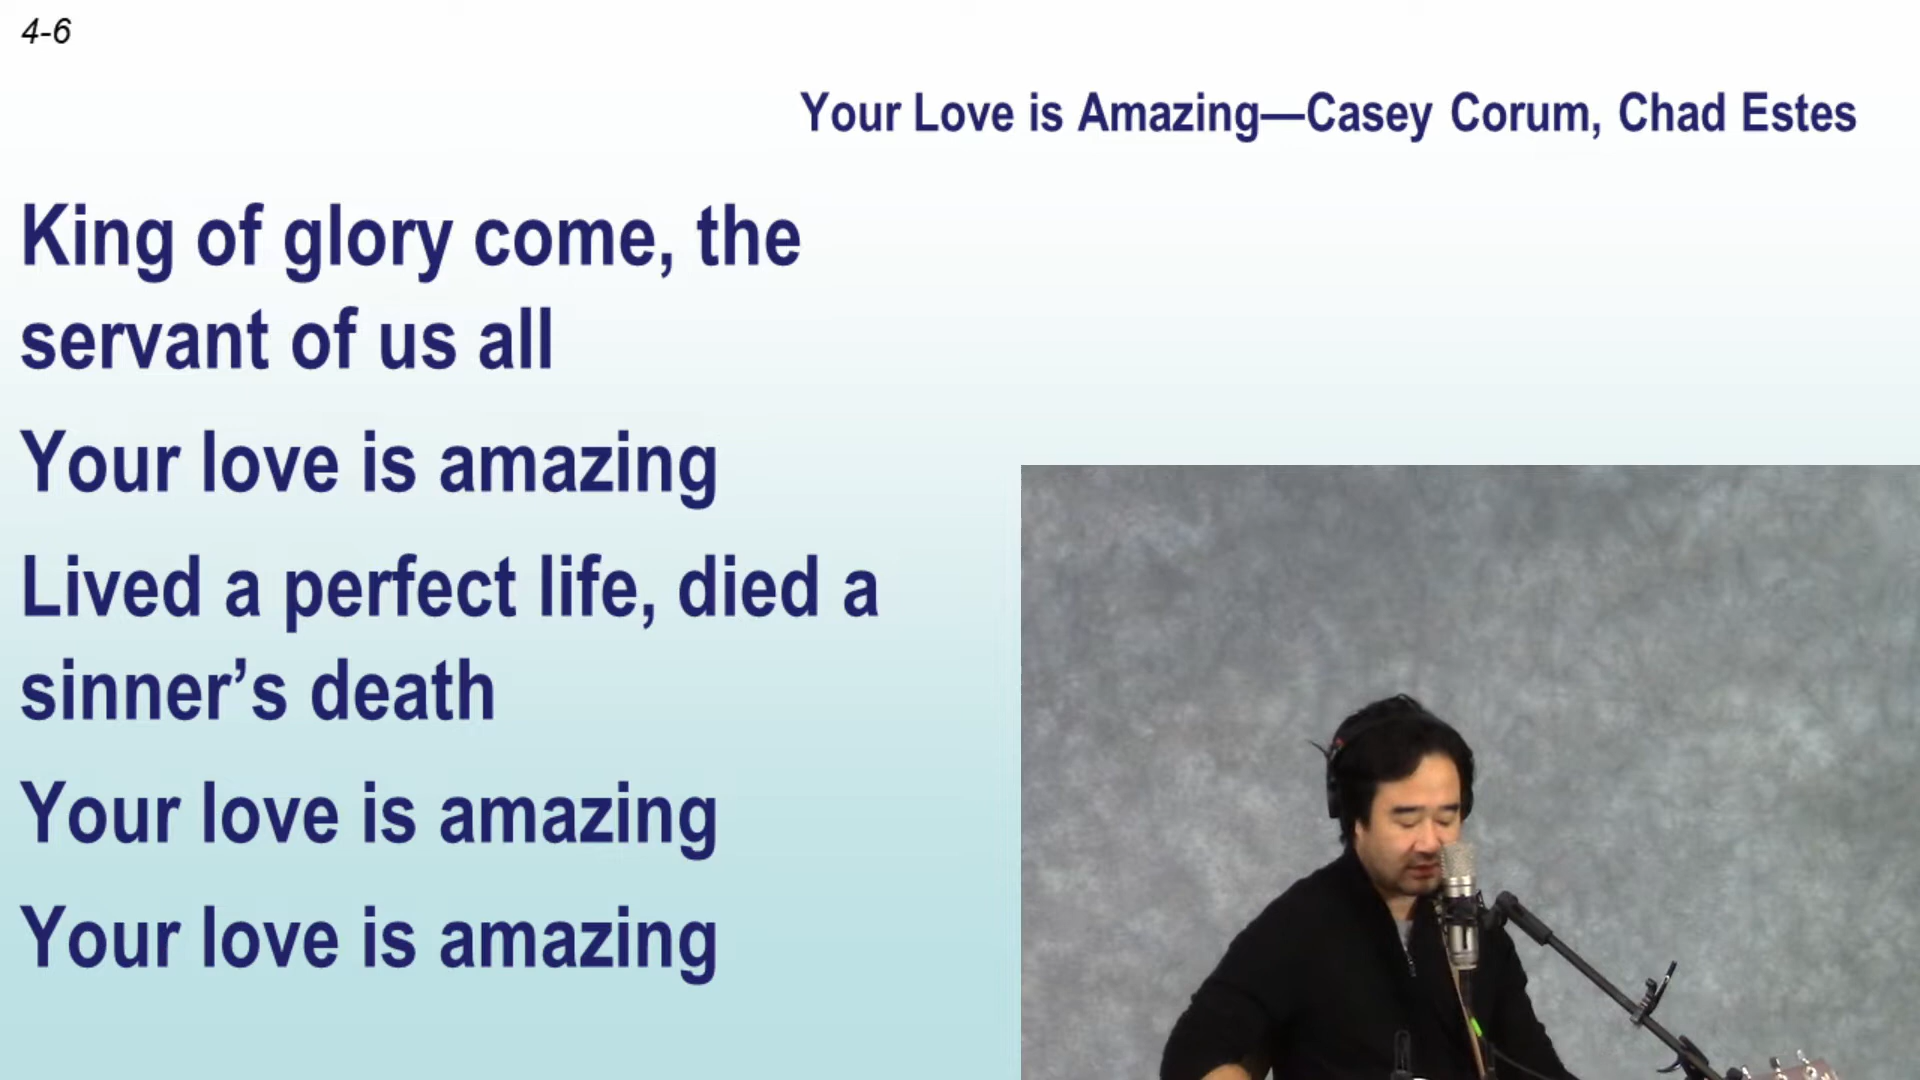 4-6
Your Love is Amazing—Casey Corum, Chad Estes
King of glory come, the
servant of us all
Your love is amazing
Lived a perfect life, died a
sinner’s death
Your love is amazing
Your love is amazing